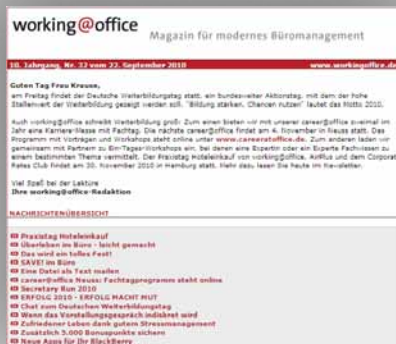 working@office Magazin für modernes Büromanagement
10. Jahrgang, Nr. 32 vom 22. September 2010 www.workingoffice.de
Guten Tag Frau Krause,
am Freitag findet der Deutsche Weiterbildungstag statt, ein bundesweiter Aktionstag, mit dem der hohe
Stellenwert der Weiterbildung gezeigt werden soll. "Bildung stärken, Chancen nutzen" lautet das Motto 2010.
Auch working@office schreibt Weiterbildung groß: Zum einen bieten wir mit unserer career@office zweimal im
Jahr eine Karriere-Messe mit Fachtag. Die nächste career@office findet am 4. November in Neuss statt. Das
Programm mit Vorträgen und Workshops steht online unter www.careeratoffice.de. Zum anderen laden wir
gemeinsam mit Partnern zu Ein-Tages-Workshops ein, bei denen eine Expertin oder ein Experte Fachwissen zu
einem bestimmten Thema vermittelt. Der Praxistag Hoteleinkauf von working@office, AirPlus und dem Corporate
Rates Club findet am 30. November 2010 in Hamburg statt. Mehr dazu lesen Sie heute im Newsletter.
Viel Spaß bei der Lektüre
Ihre working@office-Redaktion
NACHRICHTENÜBERSICHT
Praxistag Hoteleinkauf
Überleben im Büro - leicht gemacht
Das wird ein tolles Fest!
SAVE! im Büro
Eine Datei als Text mailen
career@office Neuss: Fachtagprogramm steht online
Secretary Run 2010
ERFOLG 2010 - ERFOLG MACHT MUT
Chat zum Deutschen Weiterbildungstag
Wenn das Vorstellungsgespräch indiskret wird
Zufriedener Leben dank gutem Stressmanagement
Zusätzlich 5.000 Bonuspunkte sichern
Neue Apps für Ihr BlackBerry